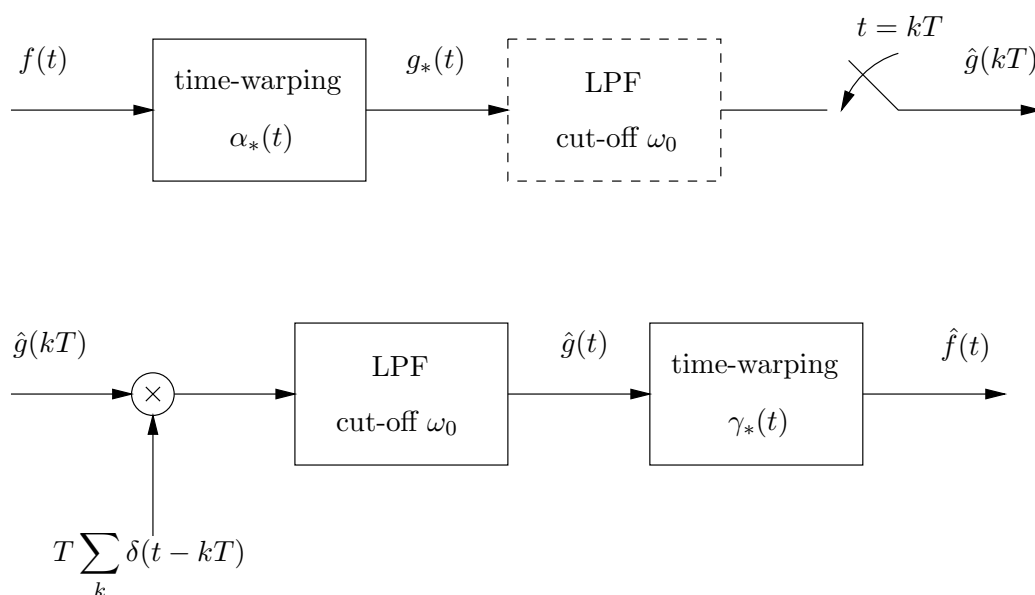 t = kT
f(t)
time-warping
α∗(t)
g∗(t)
LPF
cut-off ω₀
ĝ(kT)
ĝ(kT)
×
T ∑ₖ δ(t − kT)
LPF
cut-off ω₀
ĝ(t)
time-warping
γ∗(t)
f̂(t)